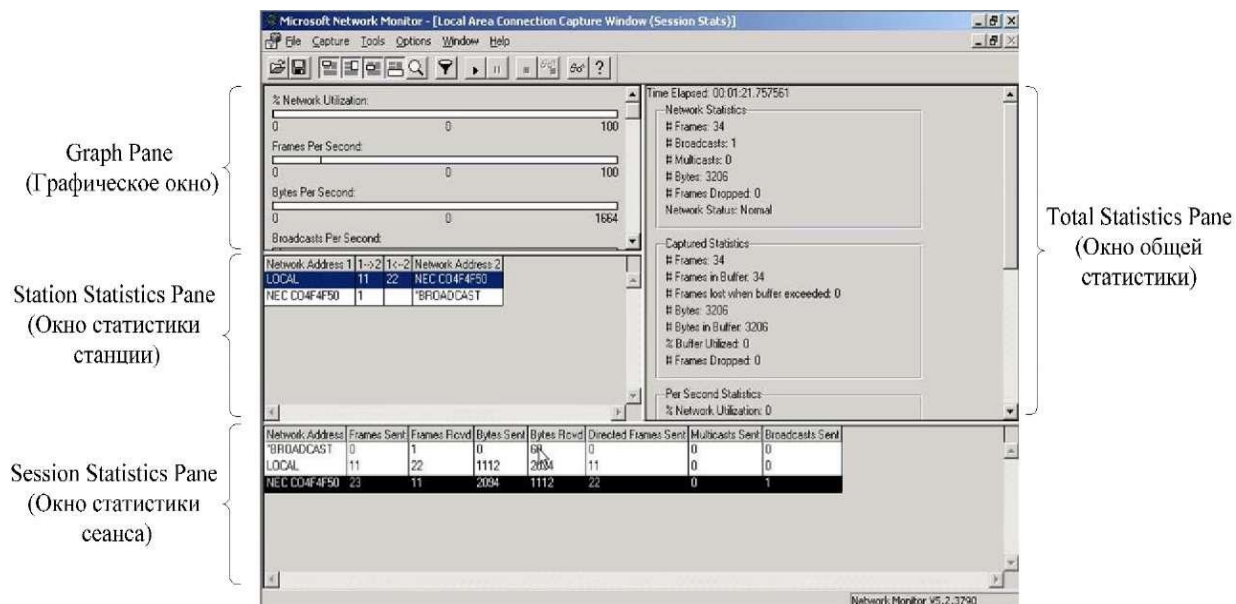 Microsoft Network Monitor - [Local Area Connection Capture Window (Session Stats)]
File Capture Tools Options Window Help
Graph Pane
(Графическое окно)
% Network Utilization:
0 0 100
Frames Per Second:
0 100
Bytes Per Second:
0 0 1664
Broadcasts Per Second:
Time Elapsed: 00:01:21.757561
Network Statistics
# Frames: 34
# Broadcasts: 1
# Multicasts: 0
# Bytes: 3206
# Frames Dropped: 0
Network Status: Normal
Captured Statistics
# Frames: 34
# Frames in Buffer: 34
# Frames lost when buffer exceeded: 0
# Bytes: 3206
# Bytes in Buffer: 3206
% Buffer Utilized: 0
# Frames Dropped: 0
Per Second Statistics
% Network Utilization: 0
Total Statistics Pane
(Окно общей
статистики)
Station Statistics Pane
(Окно статистики
станции)
Network Address 1 1-->2 1<--2 Network Address 2
LOCAL 11 22 NEC C04F4F50
NEC C04F4F50 1 *BROADCAST
Session Statistics Pane
(Окно статистики
сеанса)
Network Address Frames Sent Frames Rcvd Bytes Sent Bytes Rcvd Directed Frames Sent Multicasts Sent Broadcasts Sent
*BROADCAST 0 1 0 0 0 0
LOCAL 11 22 1112 11 0 0
NEC C04F4F50 23 11 2094 1112 22 0 1
Network Monitor V5.2.3790